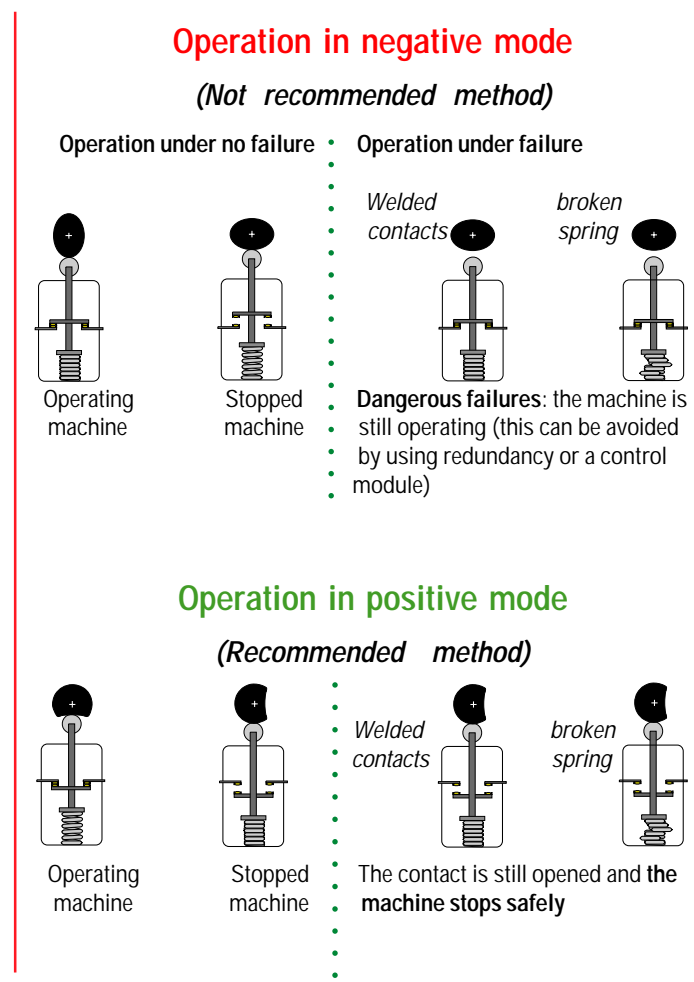 Operation in negative mode
(Not recommended method)
Operation under no failure
Operation under failure
Welded
contacts
broken
spring
Operating
machine
Stopped
machine
Dangerous failures: the machine is
still operating (this can be avoided
by using redundancy or a control
module)
Operation in positive mode
(Recommended method)
Welded
contacts
broken
spring
Operating
machine
Stopped
machine
The contact is still opened and the
machine stops safely